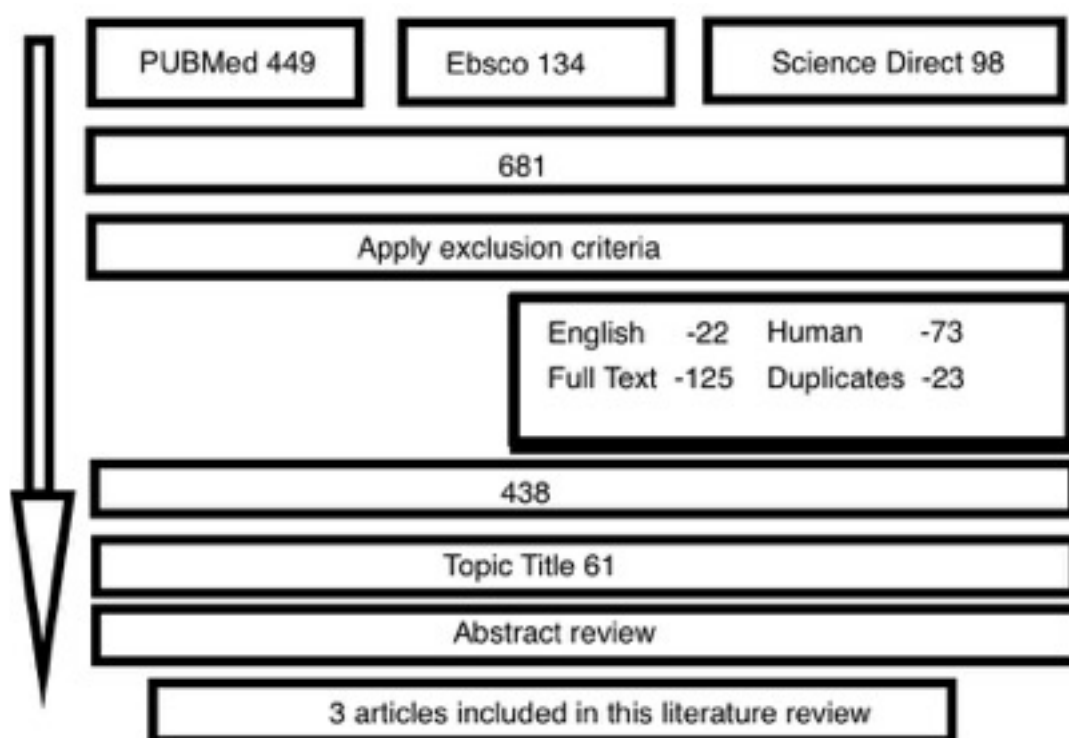 PUBMed 449 Ebsco 134 Science Direct 98
681
Apply exclusion criteria
English -22 Human -73
Full Text -125 Duplicates -23
438
Topic Title 61
Abstract review
3 articles included in this literature review